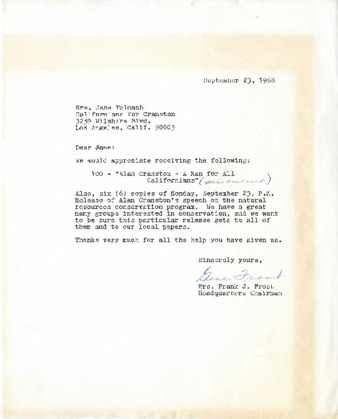 September 23, 1968
Mrs. Jane Tolmach
Californians for Cranston
3250 Wilshire Blvd.
Los Angeles, Calif. 90005
Dear Jane:
We would appreciate receiving the following:
100 - "Alan Cranston - A Man for All
Californians"
Also, six (6) copies of Monday, September 23, P.M.
Release of Alan Cranston's speech on the natural
resources conservation program. We have a great
many groups interested in conservation, and we want
to be sure this particular release gets to all of
them and to our local papers.
Thanks very much for all the help you have given us.
Sincerely yours,
Gene Frost
Mrs. Frank J. Frost
Headquarters Chairman